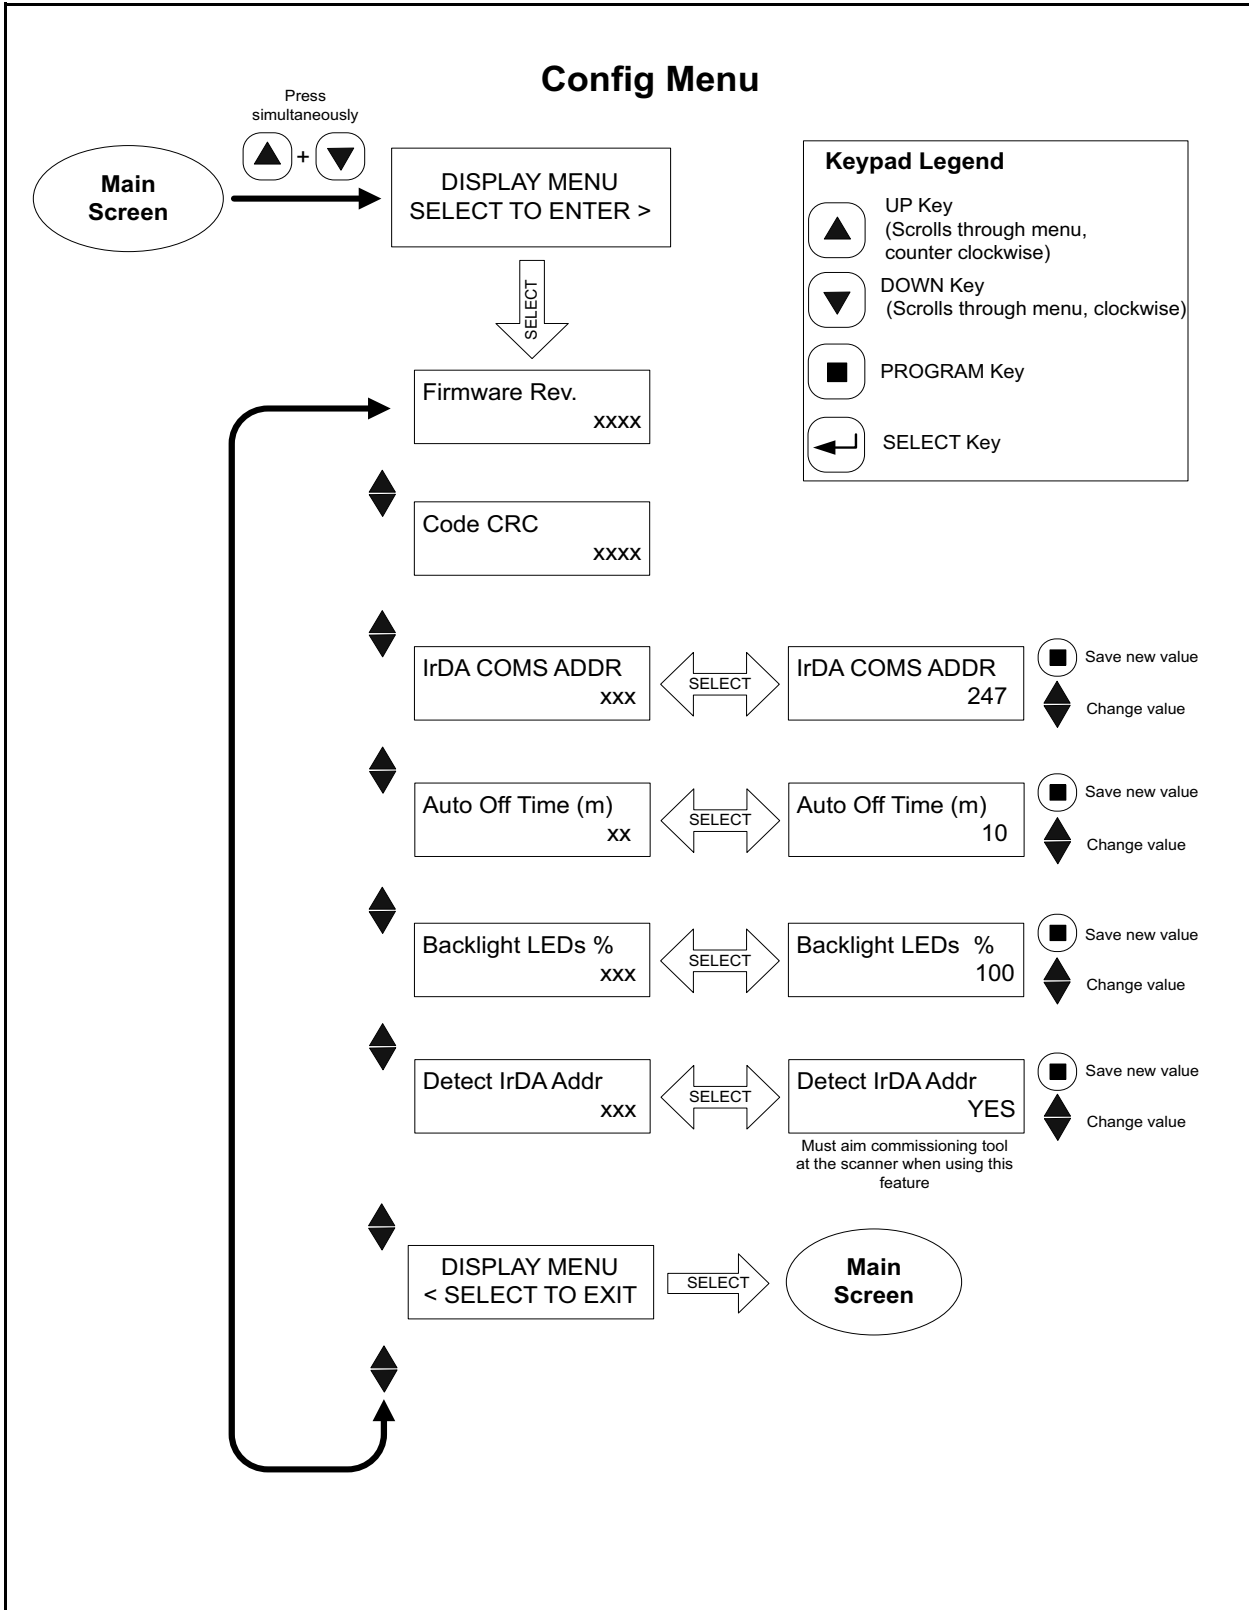 Config Menu
Press
simultaneously
+
Main
Screen
DISPLAY MENU
SELECT TO ENTER >
Keypad Legend
UP Key
(Scrolls through menu,
counter clockwise)
DOWN Key
(Scrolls through menu, clockwise)
PROGRAM Key
SELECT Key
SELECT
Firmware Rev.
xxxx
Code CRC
xxxx
IrDA COMS ADDR
xxx
SELECT
IrDA COMS ADDR
247
Save new value
Change value
Auto Off Time (m)
xx
SELECT
Auto Off Time (m)
10
Save new value
Change value
Backlight LEDs %
xxx
SELECT
Backlight LEDs %
100
Save new value
Change value
Detect IrDA Addr
xxx
SELECT
Detect IrDA Addr
YES
Save new value
Change value
Must aim commissioning tool
at the scanner when using this
feature
DISPLAY MENU
< SELECT TO EXIT
SELECT
Main
Screen